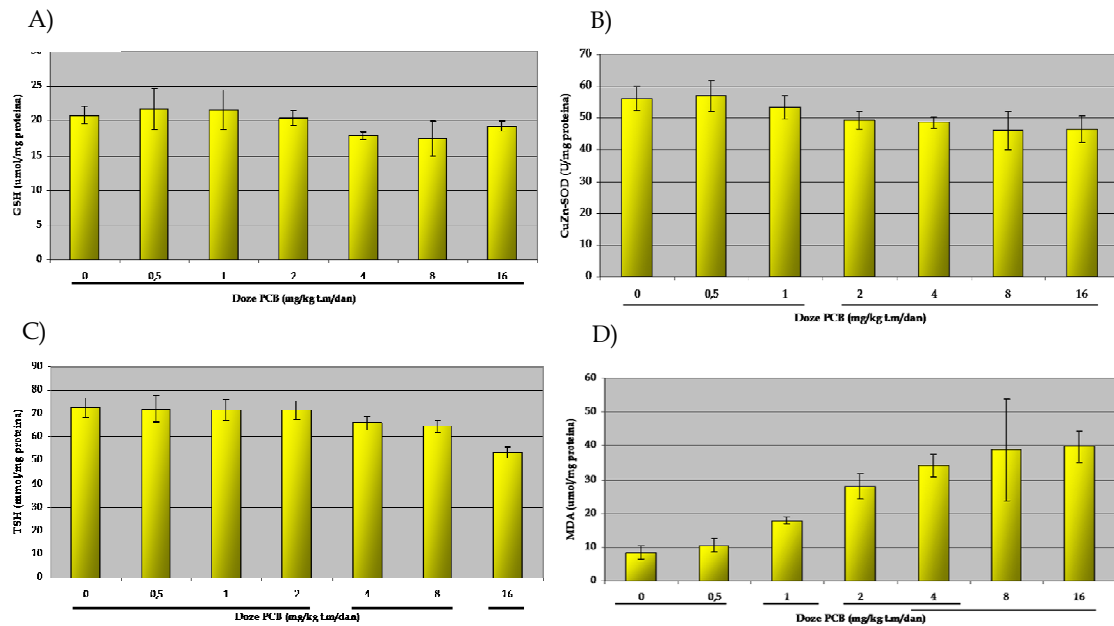 A)
30
25
20
15
10
5
0
GSH (umol/mg proteina)
0 0,5 1 2 4 8 16
Doze PCB (mg/kg t.m/dan)
B)
70
60
50
40
30
20
10
0
CuZn-SOD (U/mg proteina)
0 0,5 1 2 4 8 16
Doze PCB (mg/kg t.m/dan)
C)
90
80
70
60
50
40
30
20
10
0
TSH (mmol/mg proteina)
0 0,5 1 2 4 8 16
Doze PCB (mg/kg t.m/dan)
D)
60
50
40
30
20
10
0
MDA (umol/mg proteina)
0 0,5 1 2 4 8 16
Doze PCB (mg/kg t.m/dan)